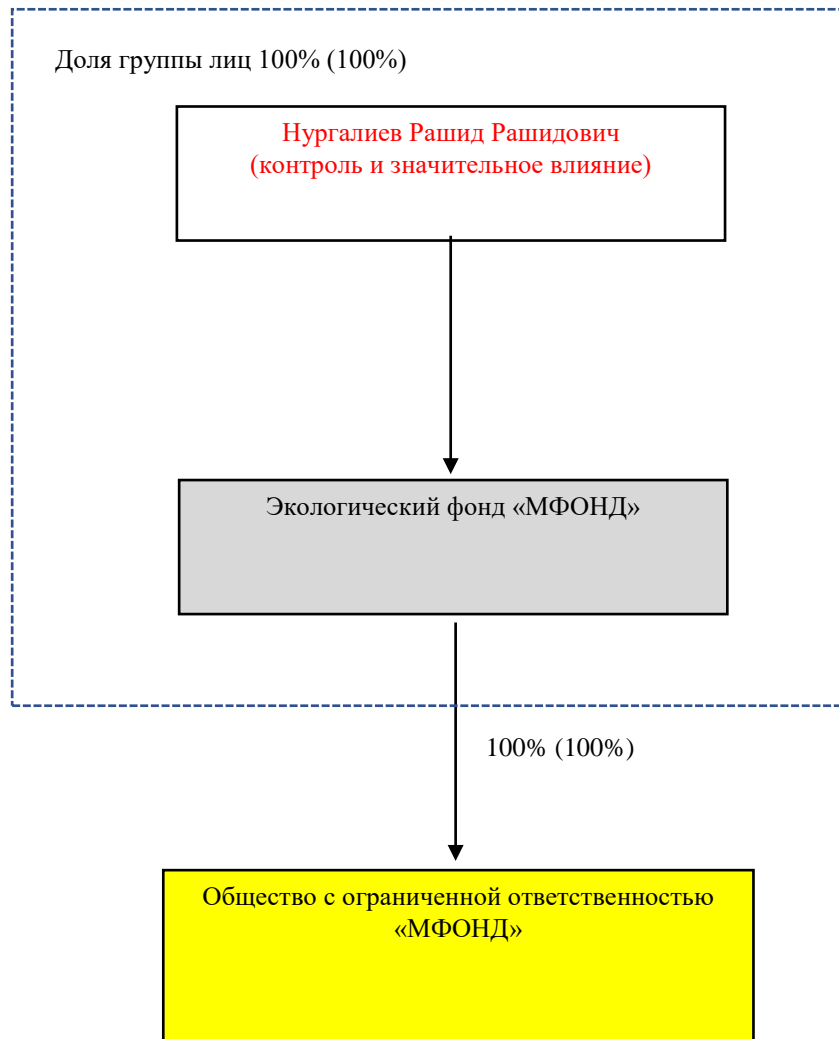 Доля группы лиц 100% (100%)
Нургалиев Рашид Рашидович
(контроль и значительное влияние)
Экологический фонд «МФОНД»
100% (100%)
Общество с ограниченной ответственностью
«МФОНД»